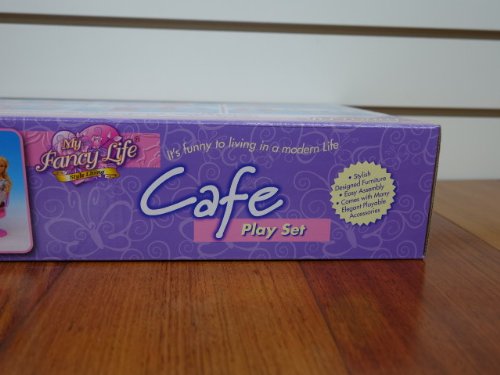 My
Fancy Life
Style Living
It's funny to living in a modern Life
Cafe
Play Set
• Stylish
Designed Furniture
• Easy Assembly
• Comes with Many
Elegant Playable
Accessories